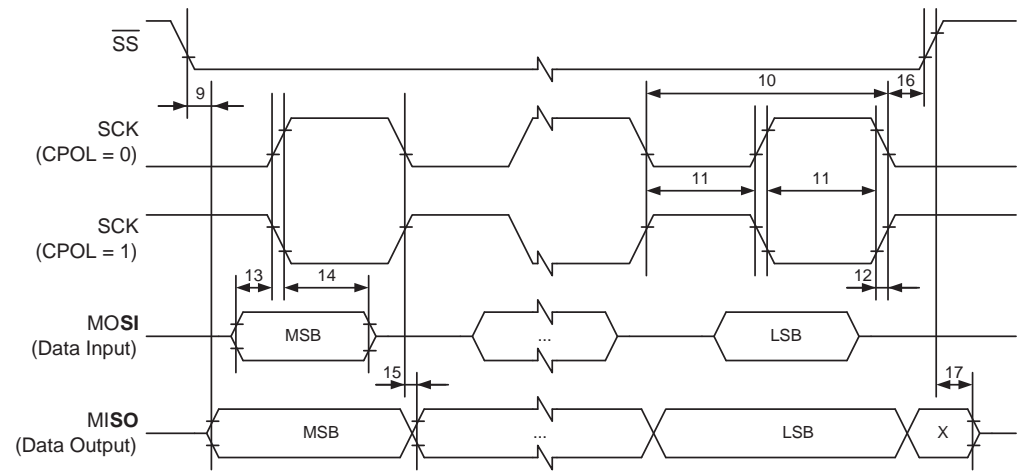 SS
9
10
16
SCK
(CPOL = 0)
11
11
SCK
(CPOL = 1)
13
14
12
MOSI
(Data Input)
MSB
...
LSB
15
17
MISO
(Data Output)
MSB
...
LSB
X